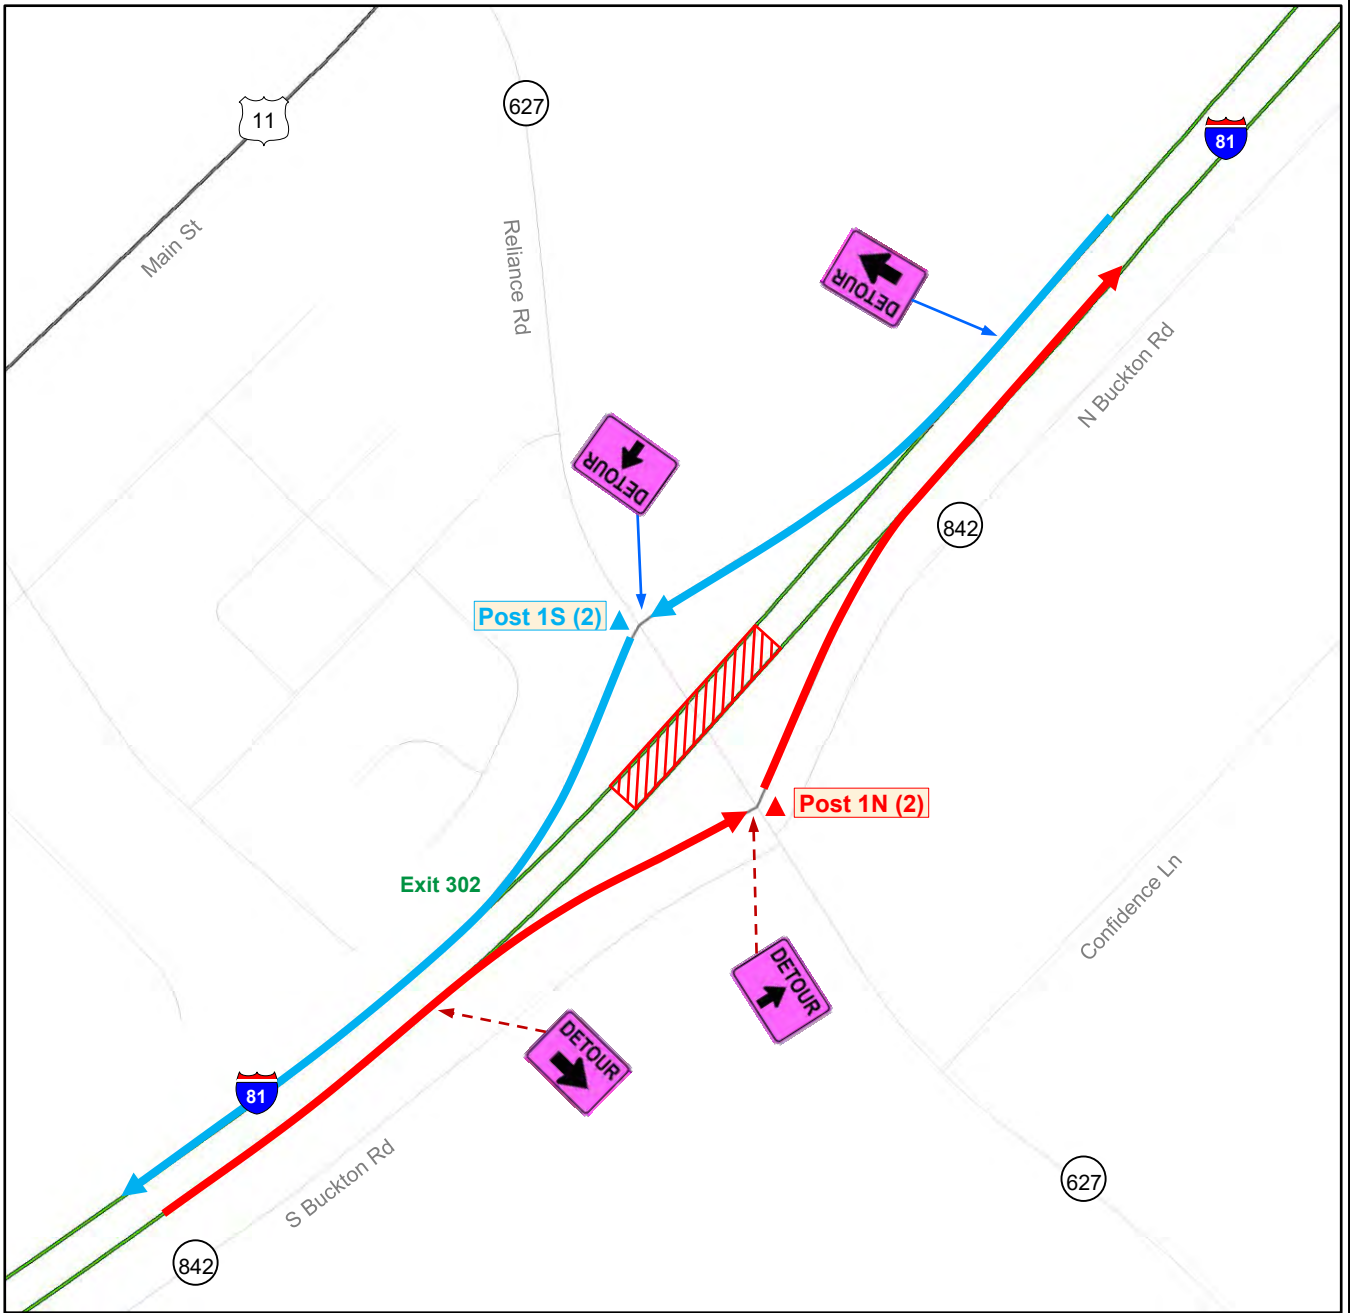 11
627
81
Main St
Reliance Rd
DETOUR
N Buckton Rd
DETOUR
842
Post 1S (2)
Post 1N (2)
Exit 302
Confidence Ln
DETOUR
DETOUR
81
S Buckton Rd
627
842